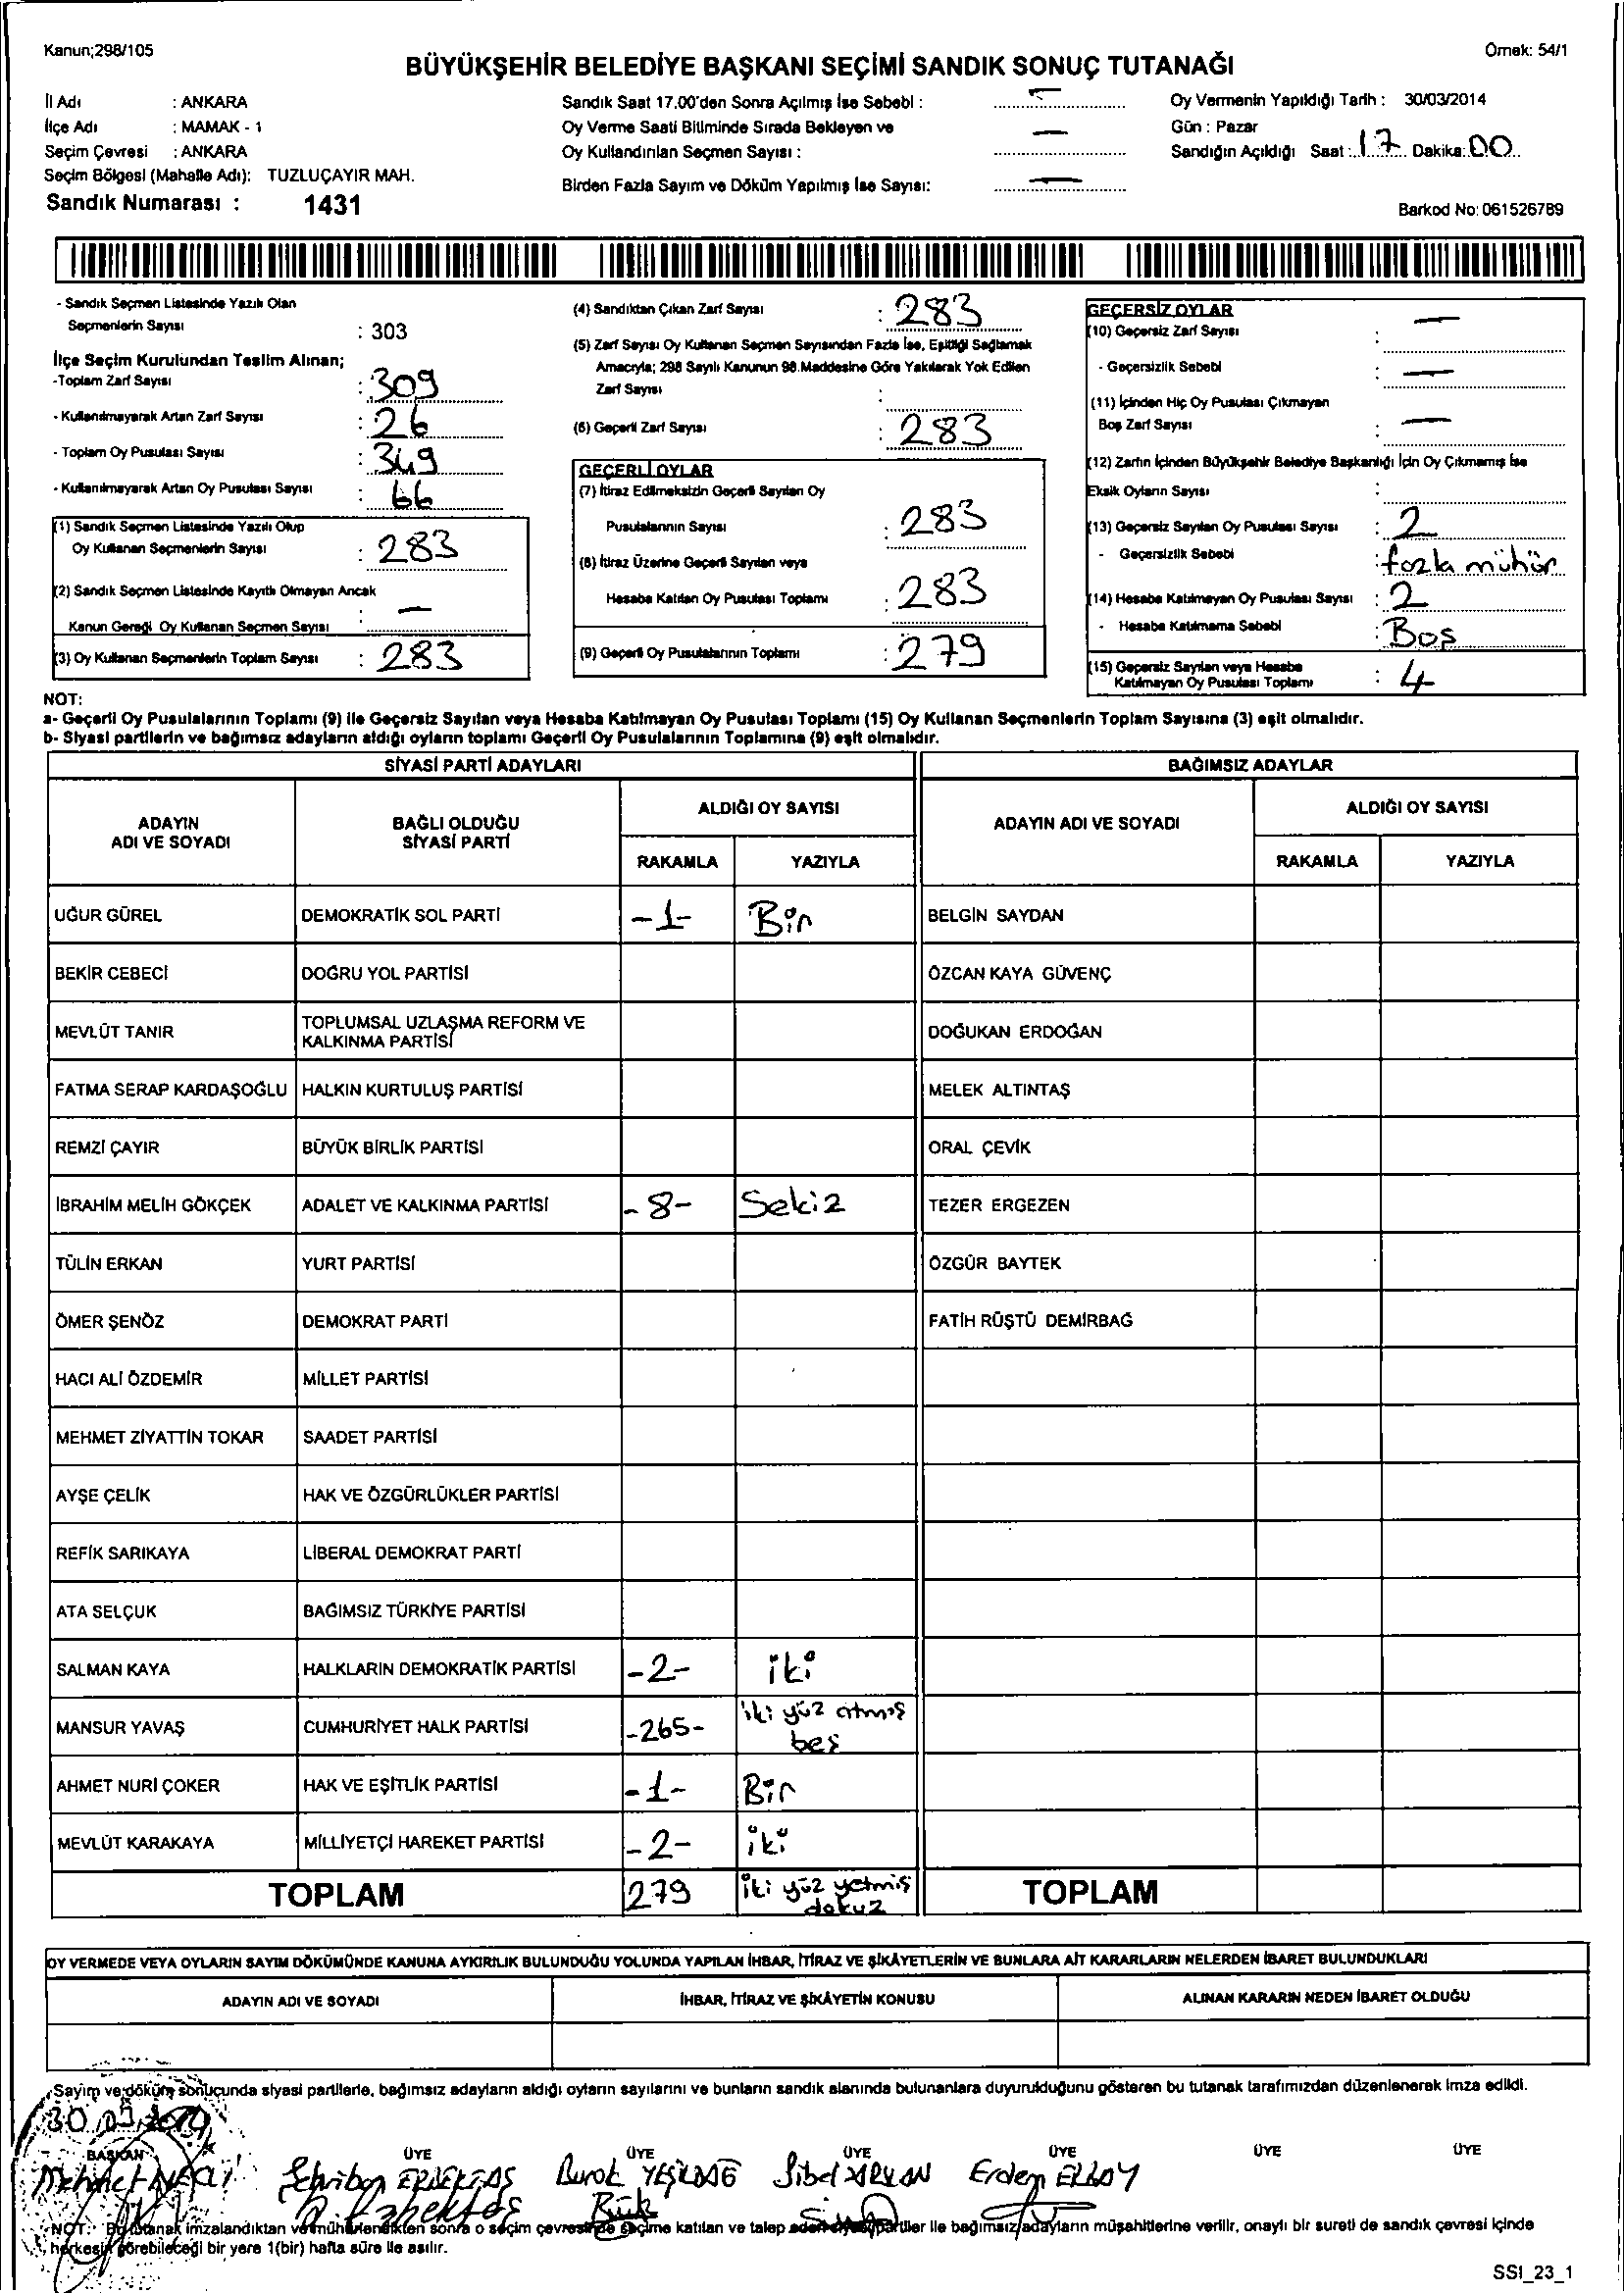 Kanun;298/105
Örnek: 54/1
BÜYÜKŞEHİR BELEDİYE BAŞKANI SEÇİMİ SANDIK SONUÇ TUTANAĞI
İl Adı : ANKARA
İlçe Adı : MAMAK - 1
Seçim Çevresi : ANKARA
Seçim Bölgesi (Mahalle Adı): TUZLUÇAYIR MAH.
Sandık Numarası : 1431
Sandık Saat 17.00'den Sonra Açılmış İse Sebebi : —
Oy Verme Saati Bitiminde Sırada Bekleyen ve
Oy Kullandırılan Seçmen Sayısı : —
Birden Fazla Sayım ve Döküm Yapılmış İse Sayısı: —
Oy Vermenin Yapıldığı Tarih : 30/03/2014
Gün : Pazar
Sandığın Açıldığı Saat : 17 Dakika: 00
Barkod No: 061526789
- Sandık Seçmen Listesinde Yazılı Olan
Seçmenlerin Sayısı : 303
İlçe Seçim Kurulundan Teslim Alınan;
-Toplam Zarf Sayısı : 309
- Kullanılmayarak Artan Zarf Sayısı : 26
- Toplam Oy Pusulası Sayısı : 349
- Kullanılmayarak Artan Oy Pusulası Sayısı : 66
(1) Sandık Seçmen Listesinde Yazılı Olup
Oy Kullanan Seçmenlerin Sayısı : 283
(2) Sandık Seçmen Listesinde Kayıtlı Olmayan Ancak
Kanun Gereği Oy Kullanan Seçmen Sayısı : —
(3) Oy Kullanan Seçmenlerin Toplam Sayısı : 283
(4) Sandıktan Çıkan Zarf Sayısı : 283
(5) Zarf Sayısı Oy Kullanan Seçmen Sayısından Fazla İse, Eşitliği Sağlamak
Amacıyla; 298 Sayılı Kanunun 98.Maddesine Göre Yakılarak Yok Edilen
Zarf Sayısı :
(6) Geçerli Zarf Sayısı : 283
GEÇERLİ OYLAR
(7) İtiraz Edilmeksizin Geçerli Sayılan Oy
Pusulalarının Sayısı : 283
(8) İtiraz Üzerine Geçerli Sayılan veya
Hesaba Katılan Oy Pusulası Toplamı : 283
(9) Geçerli Oy Pusulalarının Toplamı : 279
GEÇERSİZ OYLAR
(10) Geçersiz Zarf Sayısı : —
- Geçersizlik Sebebi : —
(11) İçinden Hiç Oy Pusulası Çıkmayan
Boş Zarf Sayısı : —
(12) Zarfın İçinden Büyükşehir Belediye Başkanlığı İçin Oy Çıkmamış İse
Eksik Oyların Sayısı :
(13) Geçersiz Sayılan Oy Pusulası Sayısı : 2
- Geçersizlik Sebebi : fazla mühür
(14) Hesaba Katılmayan Oy Pusulası Sayısı : 2
- Hesaba Katılmama Sebebi : Boş
(15) Geçersiz Sayılan veya Hesaba
Katılmayan Oy Pusulası Toplamı : 4
NOT:
a- Geçerli Oy Pusulalarının Toplamı (9) ile Geçersiz Sayılan veya Hesaba Katılmayan Oy Pusulası Toplamı (15) Oy Kullanan Seçmenlerin Toplam Sayısına (3) eşit olmalıdır.
b- Siyasi partilerin ve bağımsız adayların aldığı oyların toplamı Geçerli Oy Pusulalarının Toplamına (9) eşit olmalıdır.
SİYASİ PARTİ ADAYLARI BAĞIMSIZ ADAYLAR
ADAYIN
ADI VE SOYADI
BAĞLI OLDUĞU
SİYASİ PARTİ
ALDIĞI OY SAYISI
RAKAMLA YAZIYLA
ADAYIN ADI VE SOYADI
ALDIĞI OY SAYISI
RAKAMLA YAZIYLA
UĞUR GÜREL DEMOKRATİK SOL PARTİ -1- Bir BELGİN SAYDAN
BEKİR CEBECİ DOĞRU YOL PARTİSİ ÖZCAN KAYA GÜVENÇ
MEVLÜT TANIR TOPLUMSAL UZLAŞMA REFORM VE
KALKINMA PARTİSİ DOĞUKAN ERDOĞAN
FATMA SERAP KARDAŞOĞLU HALKIN KURTULUŞ PARTİSİ MELEK ALTINTAŞ
REMZİ ÇAYIR BÜYÜK BİRLİK PARTİSİ ORAL ÇEVİK
İBRAHİM MELİH GÖKÇEK ADALET VE KALKINMA PARTİSİ -8- Sekiz TEZER ERGEZEN
TÜLİN ERKAN YURT PARTİSİ ÖZGÜR BAYTEK
ÖMER ŞENÖZ DEMOKRAT PARTİ FATİH RÜŞTÜ DEMİRBAĞ
HACI ALİ ÖZDEMİR MİLLET PARTİSİ
MEHMET ZİYATTİN TOKAR SAADET PARTİSİ
AYŞE ÇELİK HAK VE ÖZGÜRLÜKLER PARTİSİ
REFİK SARIKAYA LİBERAL DEMOKRAT PARTİ
ATA SELÇUK BAĞIMSIZ TÜRKİYE PARTİSİ
SALMAN KAYA HALKLARIN DEMOKRATİK PARTİSİ -2- iki
MANSUR YAVAŞ CUMHURİYET HALK PARTİSİ -265- iki yüz atmış
beş
AHMET NURİ ÇOKER HAK VE EŞİTLİK PARTİSİ -1- Bir
MEVLÜT KARAKAYA MİLLİYETÇİ HAREKET PARTİSİ -2- iki
TOPLAM 279 iki yüz yetmiş
dokuz
TOPLAM
OY VERMEDE VEYA OYLARIN SAYIM DÖKÜMÜNDE KANUNA AYKIRILIK BULUNDUĞU YOLUNDA YAPILAN İHBAR, İTİRAZ VE ŞİKÂYETLERİN VE BUNLARA AİT KARARLARIN NELERDEN İBARET BULUNDUKLARI
ADAYIN ADI VE SOYADI İHBAR, İTİRAZ VE ŞİKÂYETİN KONUSU ALINAN KARARIN NEDEN İBARET OLDUĞU
Sayım ve döküm sonucunda siyasi partilerle, bağımsız adayların aldığı oyların sayılarını ve bunların sandık alanında bulunanlara duyurulduğunu gösteren bu tutanak tarafımızdan düzenlenerek imza edildi.
30.03.2014
BAŞKAN ÜYE ÜYE ÜYE ÜYE ÜYE ÜYE
Mehmet Burak YEŞİLDAĞ Sibel Erdem
NOT: Bu tutanak imzalandıktan ve mühürlendikten sonra o seçim çevresinde seçime katılan ve talep eden siyasi partiler ile bağımsız adayların müşahitlerine verilir, onaylı bir sureti de sandık çevresi içinde
herkesin görebileceği bir yere 1(bir) hafta süre ile asılır.
SSI_23_1